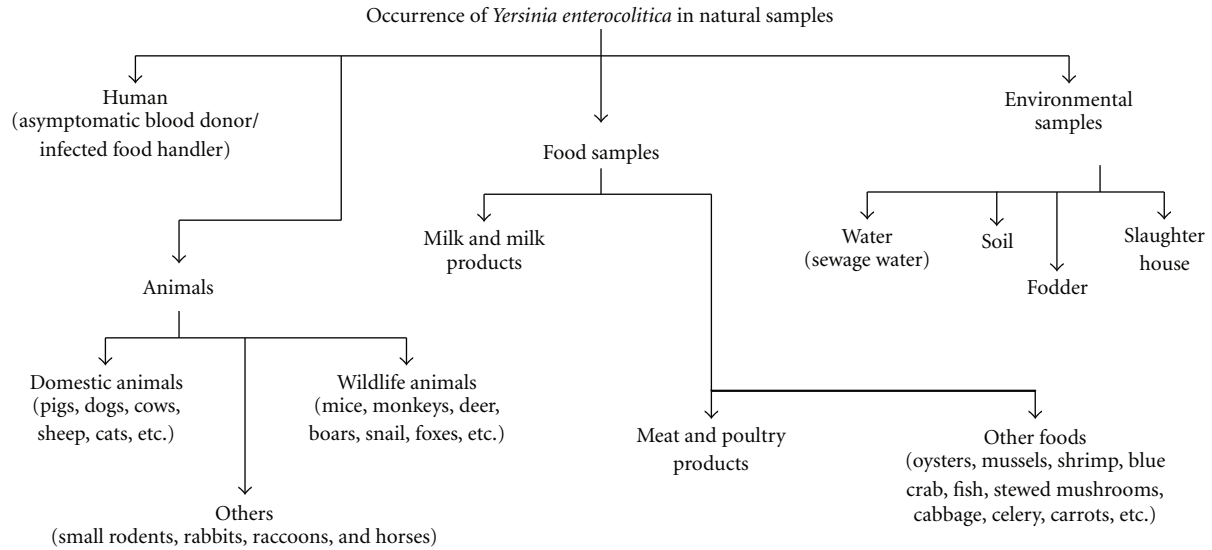 Occurrence of Yersinia enterocolitica in natural samples
Human
(asymptomatic blood donor/
infected food handler)
Food samples
Environmental
samples
Milk and milk
products
Water
(sewage water)
Soil
Fodder
Slaughter
house
Animals
Domestic animals
(pigs, dogs, cows,
sheep, cats, etc.)
Wildlife animals
(mice, monkeys, deer,
boars, snail, foxes, etc.)
Others
(small rodents, rabbits, raccoons, and horses)
Meat and poultry
products
Other foods
(oysters, mussels, shrimp, blue
crab, fish, stewed mushrooms,
cabbage, celery, carrots, etc.)